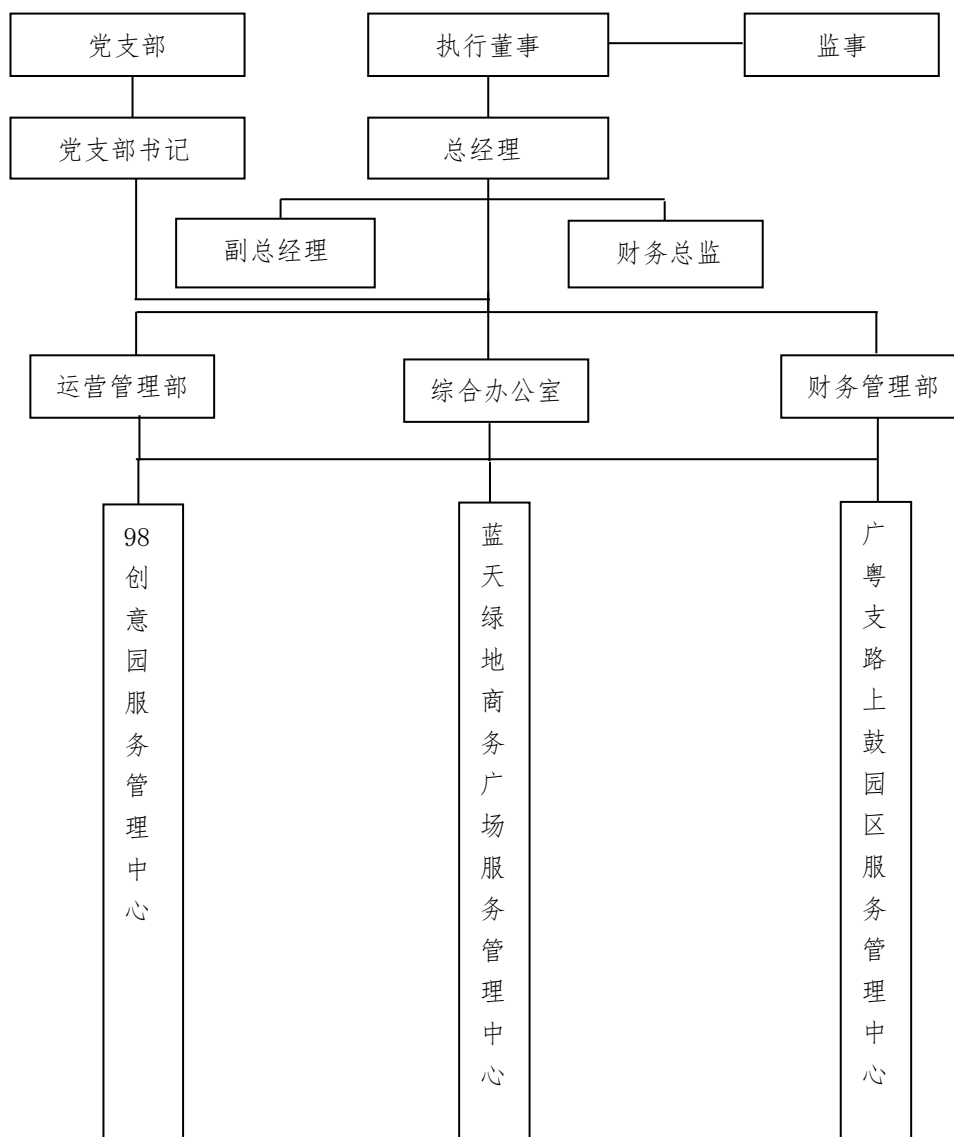 党支部
执行董事
监事
党支部书记
总经理
副总经理
财务总监
运营管理部
综合办公室
财务管理部
98创意园服务管理中心
蓝天绿地商务广场服务管理中心
广粤支路上鼓园区服务管理中心